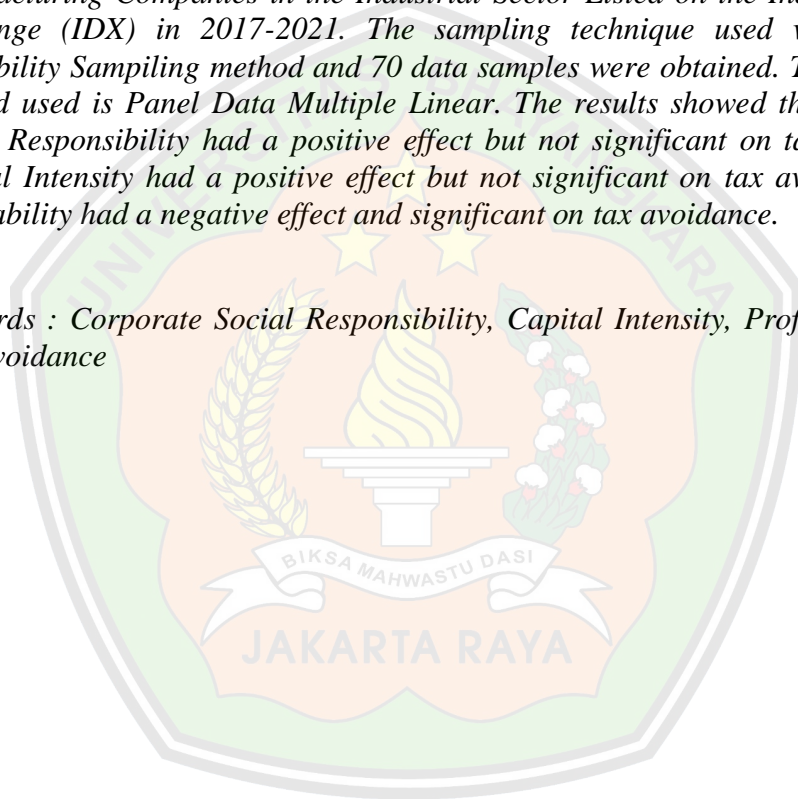 acturing Companies in the Industrial Sector Listed on the Ind
nge (IDX) in 2017-2021. The sampling technique used w
bility Sampiling method and 70 data samples were obtained. T
d used is Panel Data Multiple Linear. The results showed th
Responsibility had a positive effect but not significant on ta
l Intensity had a positive effect but not significant on tax av
ability had a negative effect and significant on tax avoidance.
rds : Corporate Social Responsibility, Capital Intensity, Prof
voidance
UNIVERSITAS BHAYANGKARA
BIKSA MAHWASTU DASI
JAKARTA RAYA